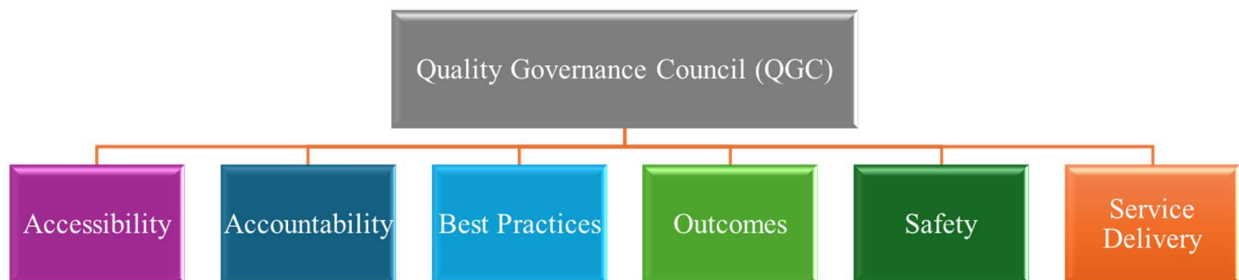 Quality Governance Council (QGC)
Accessibility
Accountability
Best Practices
Outcomes
Safety
Service
Delivery